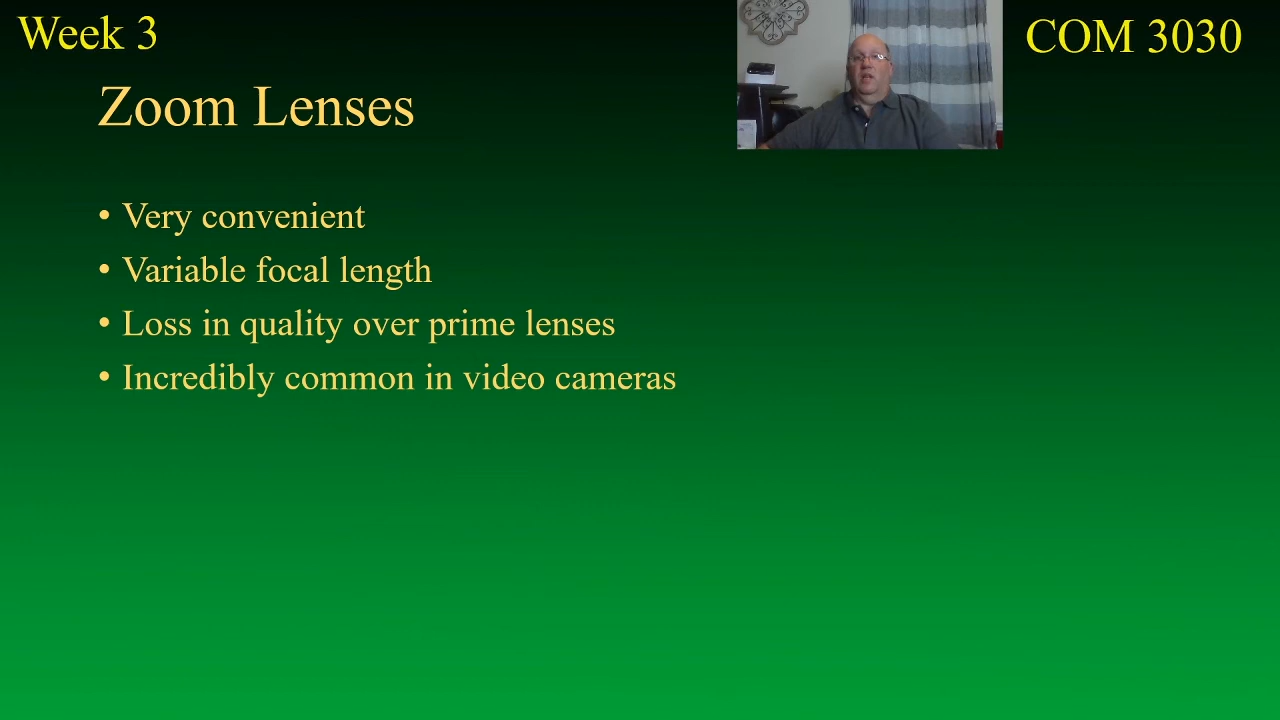 Week 3
COM 3030
Zoom Lenses
• Very convenient
• Variable focal length
• Loss in quality over prime lenses
• Incredibly common in video cameras